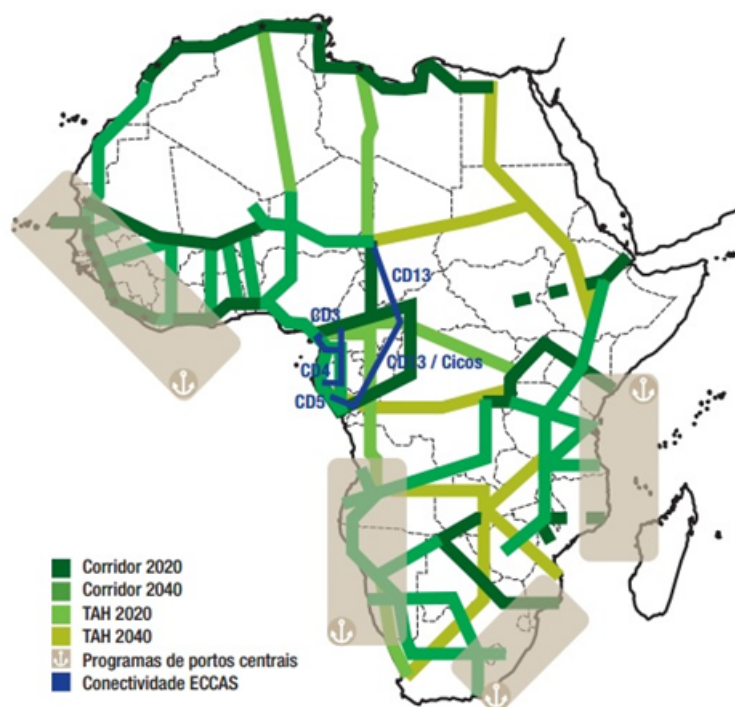 CD13
CD3
CD13 / Cicos
CD4
CD5
Corridor 2020
Corridor 2040
TAH 2020
TAH 2040
Programas de portos centrais
Conectividade ECCAS